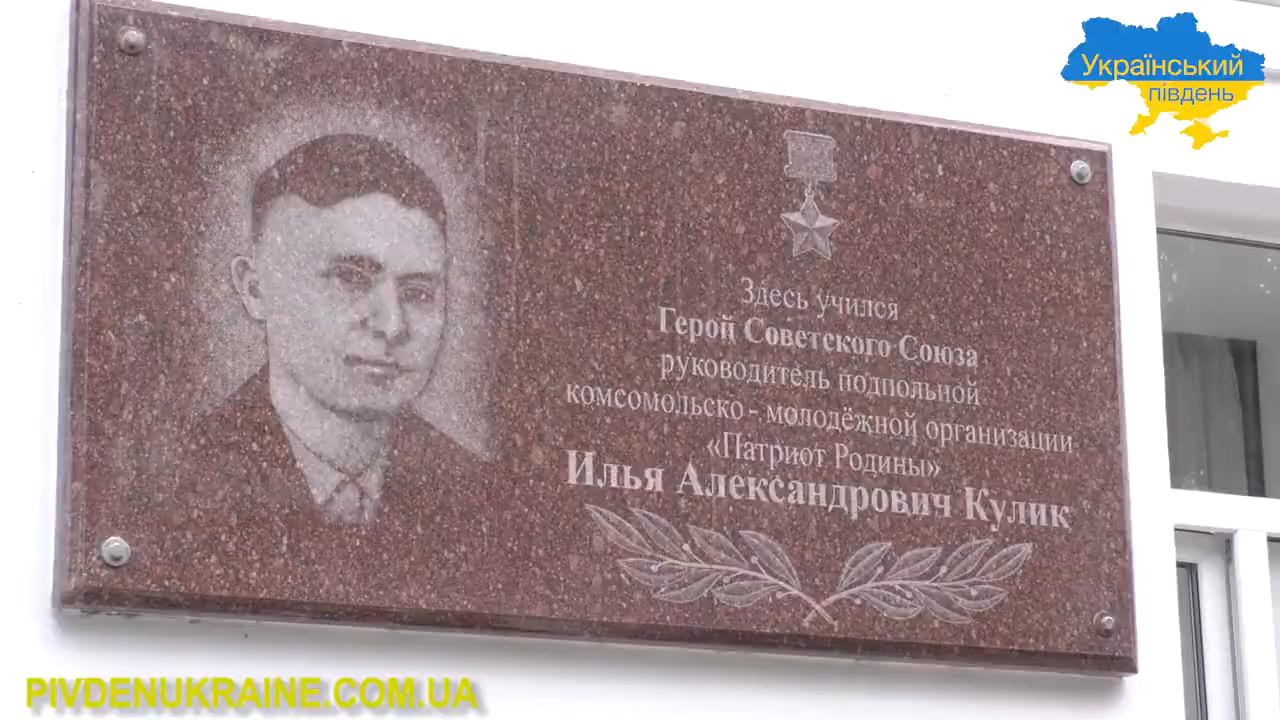 Український
південь
Здесь учился
Герой Советского Союза
руководитель подпольной
комсомольско - молодёжной организации
«Патриот Родины»
Илья Александрович Кулик
PIVDENUKRAINE.COM.UA